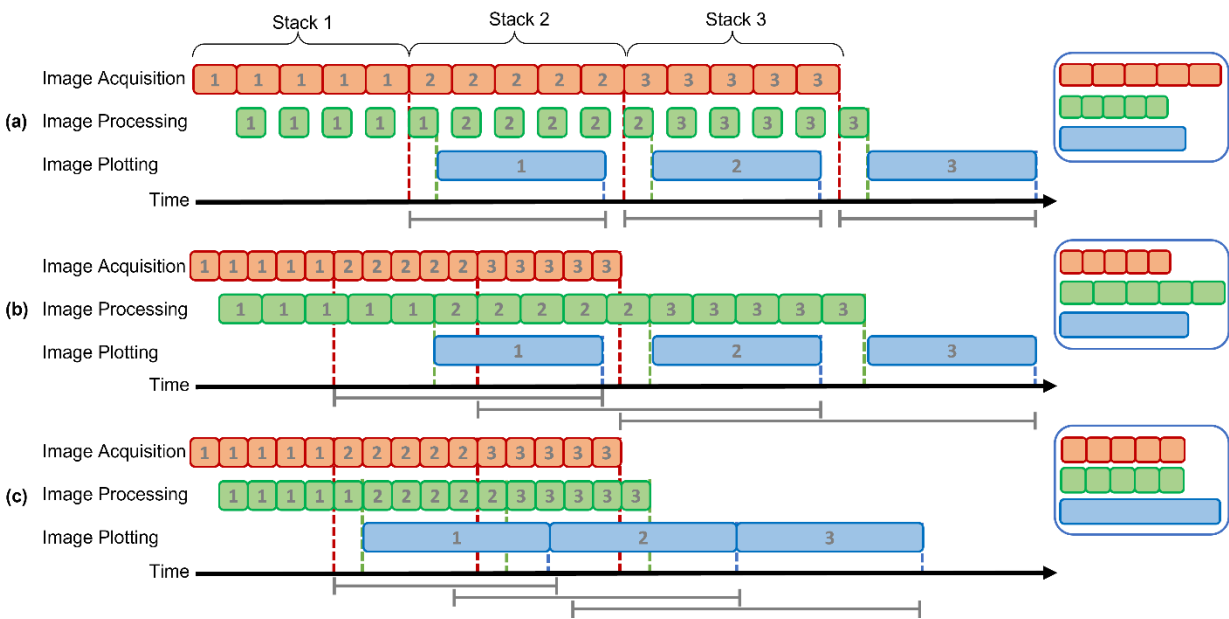 Stack 1 Stack 2 Stack 3
Image Acquisition 1 1 1 1 1 2 2 2 2 2 3 3 3 3 3
(a) Image Processing 1 1 1 1 1 2 2 2 2 2 3 3 3 3 3
Image Plotting 1 2 3
Time
Image Acquisition 1 1 1 1 1 2 2 2 2 2 3 3 3 3 3
(b) Image Processing 1 1 1 1 1 2 2 2 2 2 3 3 3 3 3
Image Plotting 1 2 3
Time
Image Acquisition 1 1 1 1 1 2 2 2 2 2 3 3 3 3 3
(c) Image Processing 1 1 1 1 1 2 2 2 2 2 3 3 3 3 3
Image Plotting 1 2 3
Time